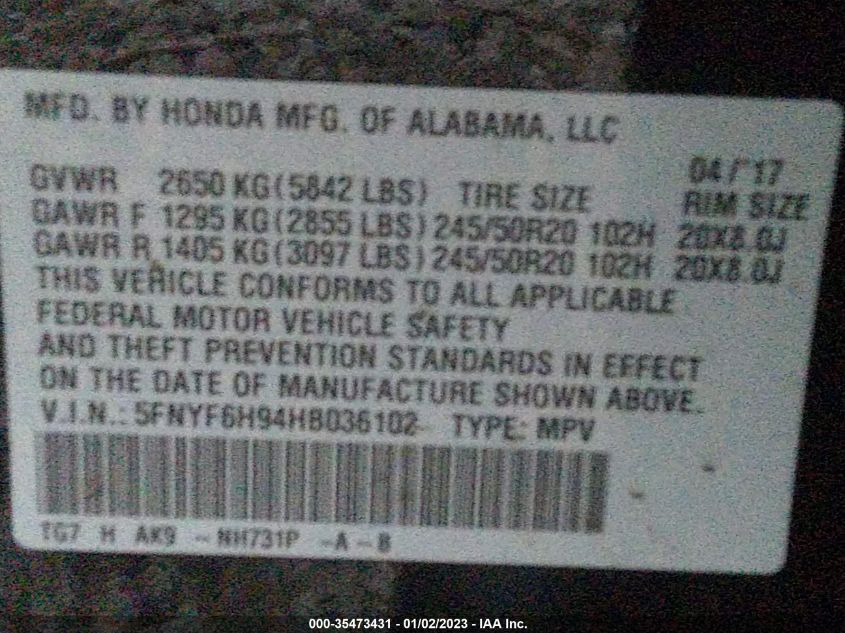 MFD. BY HONDA MFG. OF ALABAMA, LLC
04/'17
GVWR 2650 KG(5842 LBS) TIRE SIZE RIM SIZE
GAWR F 1295 KG(2855 LBS) 245/50R20 102H 20X8.0J
GAWR R 1405 KG(3097 LBS) 245/50R20 102H 20X8.0J
THIS VEHICLE CONFORMS TO ALL APPLICABLE
FEDERAL MOTOR VEHICLE SAFETY
AND THEFT PREVENTION STANDARDS IN EFFECT
ON THE DATE OF MANUFACTURE SHOWN ABOVE.
V.I.N.: 5FNYF6H94HB036102 TYPE: MPV
TG7 H AK9 - NH731P -A-B
000-35473431 - 01/02/2023 - IAA Inc.